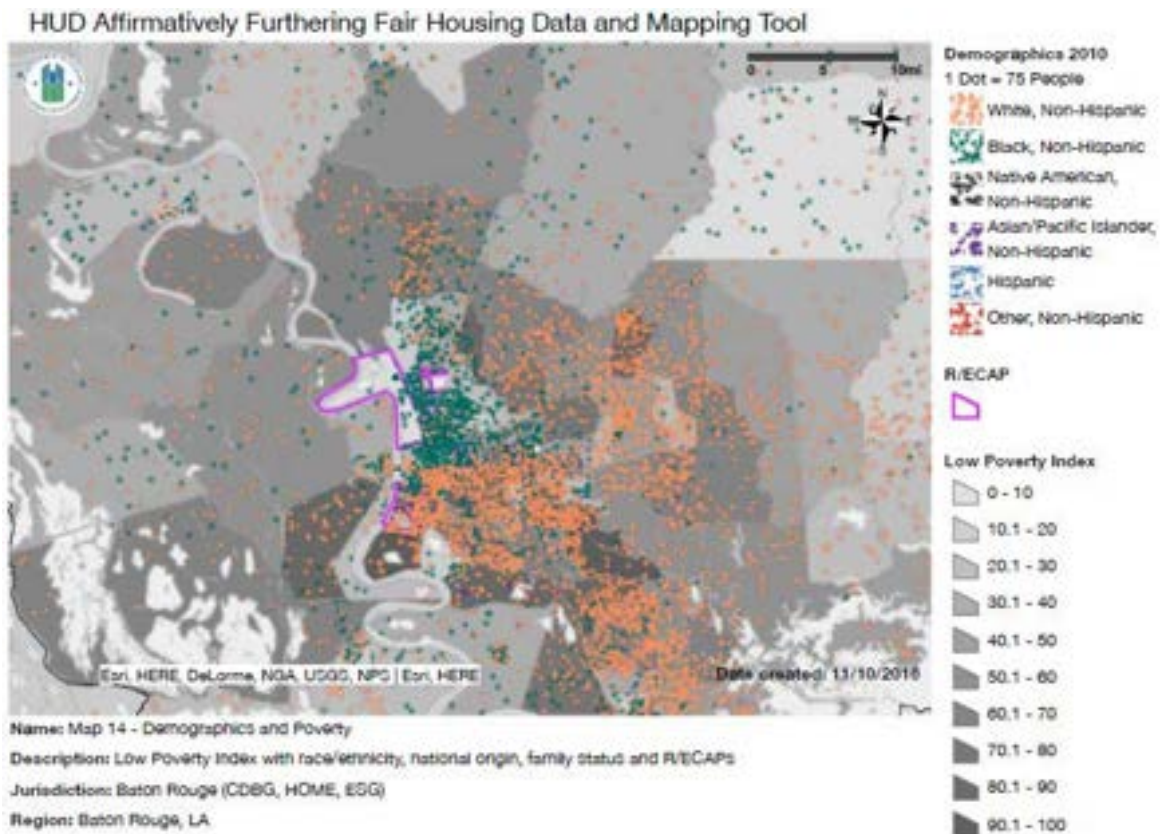 HUD Affirmatively Furthering Fair Housing Data and Mapping Tool
0 5 10mi
N
Demographics 2010
1 Dot = 75 People
White, Non-Hispanic
Black, Non-Hispanic
Native American,
Non-Hispanic
Asian/Pacific Islander,
Non-Hispanic
Hispanic
Other, Non-Hispanic
R/ECAP
Low Poverty Index
0 - 10
10.1 - 20
20.1 - 30
30.1 - 40
40.1 - 50
50.1 - 60
60.1 - 70
70.1 - 80
80.1 - 90
90.1 - 100
Esri, HERE, DeLorme, NGA, USGS, NPS | Esri, HERE
Date created: 11/10/2016
Name: Map 14 - Demographics and Poverty
Description: Low Poverty Index with race/ethnicity, national origin, family status and R/ECAPs
Jurisdiction: Baton Rouge (CDBG, HOME, ESG)
Region: Baton Rouge, LA